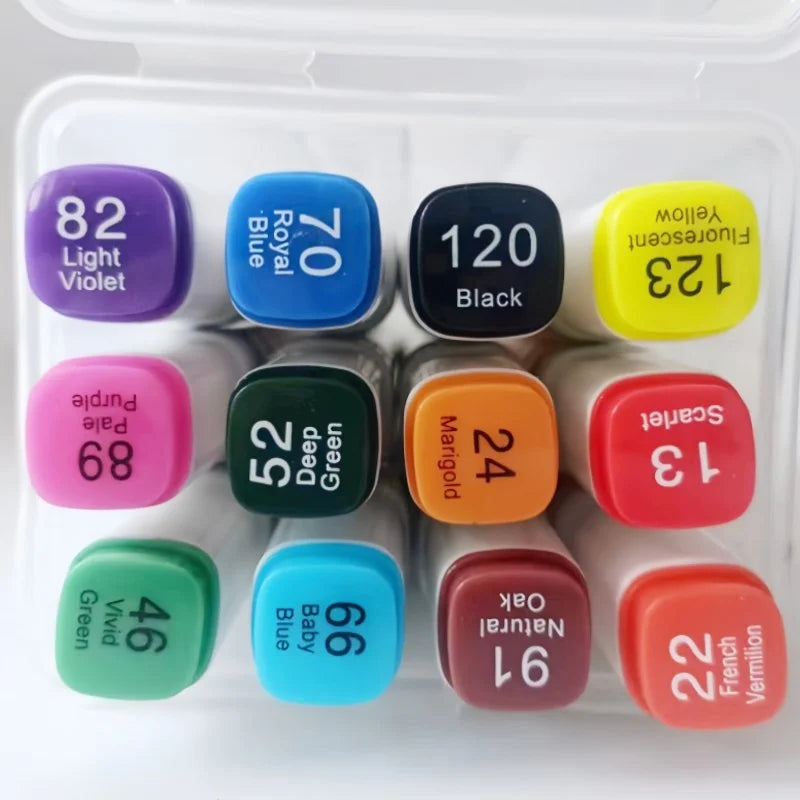 82
Light
Violet
70
Royal
Blue
120
Black
123
Fluorescent
Yellow
89
Pale
Purple
52
Deep
Green
24
Marigold
13
Scarlet
46
Vivid
Green
66
Baby
Blue
91
Natural
Oak
22
French
Vermilion